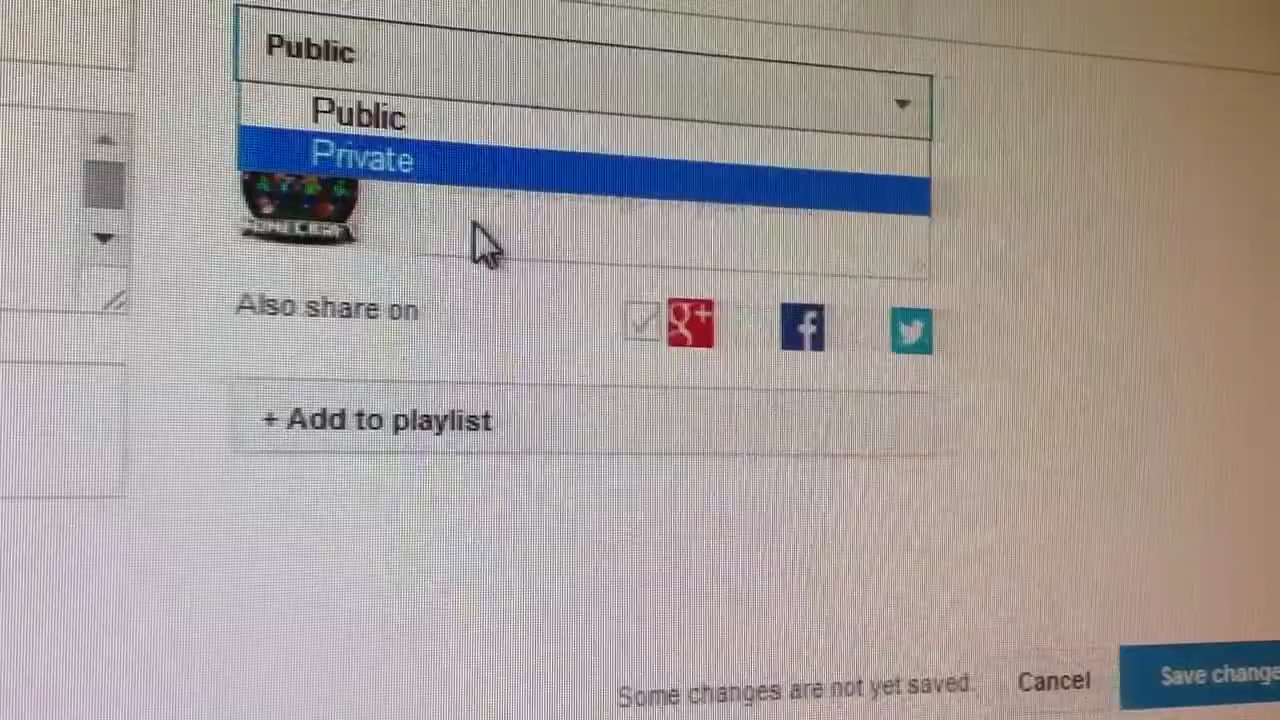 Public
Public
Private
Also share on
g+
f
+ Add to playlist
Some changes are not yet saved.
Cancel
Save change